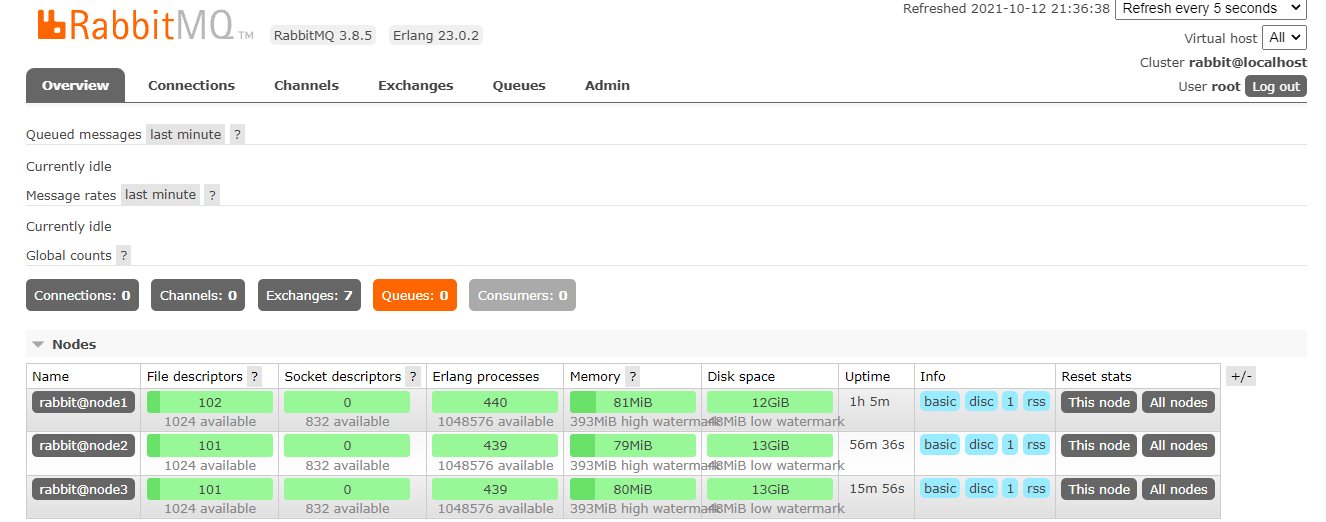 RabbitMQ TM RabbitMQ 3.8.5 Erlang 23.0.2
Refreshed 2021-10-12 21:36:38 Refresh every 5 seconds
Virtual host All
Cluster rabbit@localhost
User root Log out
Overview Connections Channels Exchanges Queues Admin
Queued messages last minute ?
Currently idle
Message rates last minute ?
Currently idle
Global counts ?
Connections: 0 Channels: 0 Exchanges: 7 Queues: 0 Consumers: 0
Nodes
Name File descriptors ? Socket descriptors ? Erlang processes Memory ? Disk space Uptime Info Reset stats +/-
rabbit@node1 102 0 440 81MiB 12GiB 1h 5m basic disc 1 rss This node All nodes
1024 available 832 available 1048576 available 393MiB high watermark 48MiB low watermark
rabbit@node2 101 0 439 79MiB 13GiB 56m 36s basic disc 1 rss This node All nodes
1024 available 832 available 1048576 available 393MiB high watermark 48MiB low watermark
rabbit@node3 101 0 439 80MiB 13GiB 15m 56s basic disc 1 rss This node All nodes
1024 available 832 available 1048576 available 393MiB high watermark 48MiB low watermark